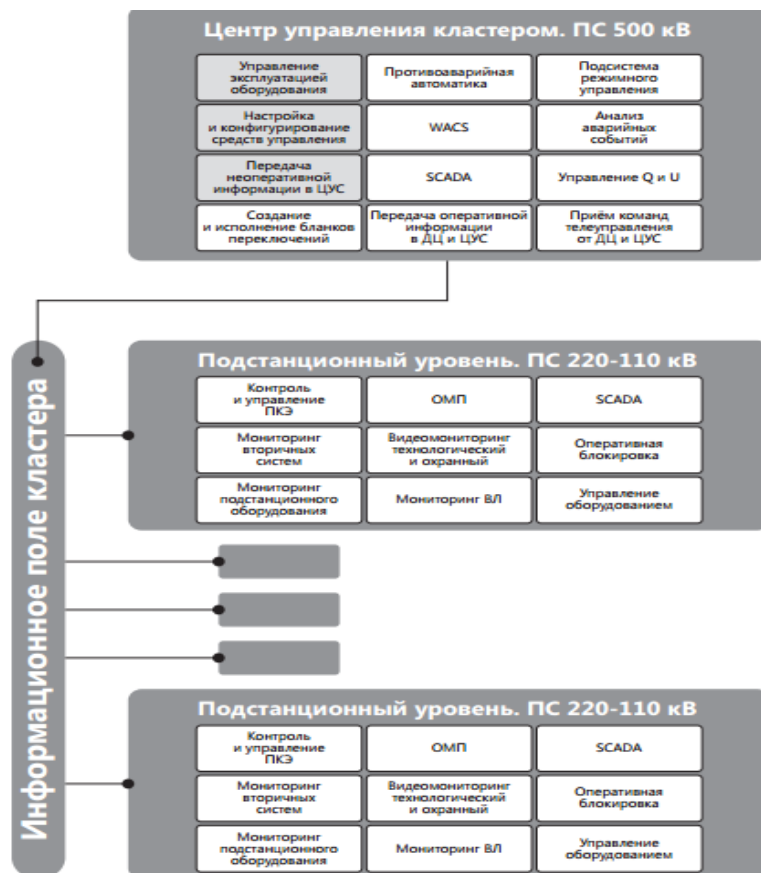 Центр управления кластером. ПС 500 кВ
Управление
эксплуатацией
оборудования
Противоаварийная
автоматика
Подсистема
режимного
управления
Настройка
и конфигурирование
средств управления
WACS
Анализ
аварийных
событий
Передача
неоперативной
информации в ЦУС
SCADA
Управление Q и U
Создание
и исполнение бланков
переключений
Передача оперативной
информации
в ДЦ и ЦУС
Приём команд
телеуправления
от ДЦ и ЦУС
Информационное поле кластера
Подстанционный уровень. ПС 220-110 кВ
Контроль
и управление
ПКЭ
ОМП
SCADA
Мониторинг
вторичных
систем
Видеомониторинг
технологический
и охранный
Оперативная
блокировка
Мониторинг
подстанционного
оборудования
Мониторинг ВЛ
Управление
оборудованием
Подстанционный уровень. ПС 220-110 кВ
Контроль
и управление
ПКЭ
ОМП
SCADA
Мониторинг
вторичных
систем
Видеомониторинг
технологический
и охранный
Оперативная
блокировка
Мониторинг
подстанционного
оборудования
Мониторинг ВЛ
Управление
оборудованием